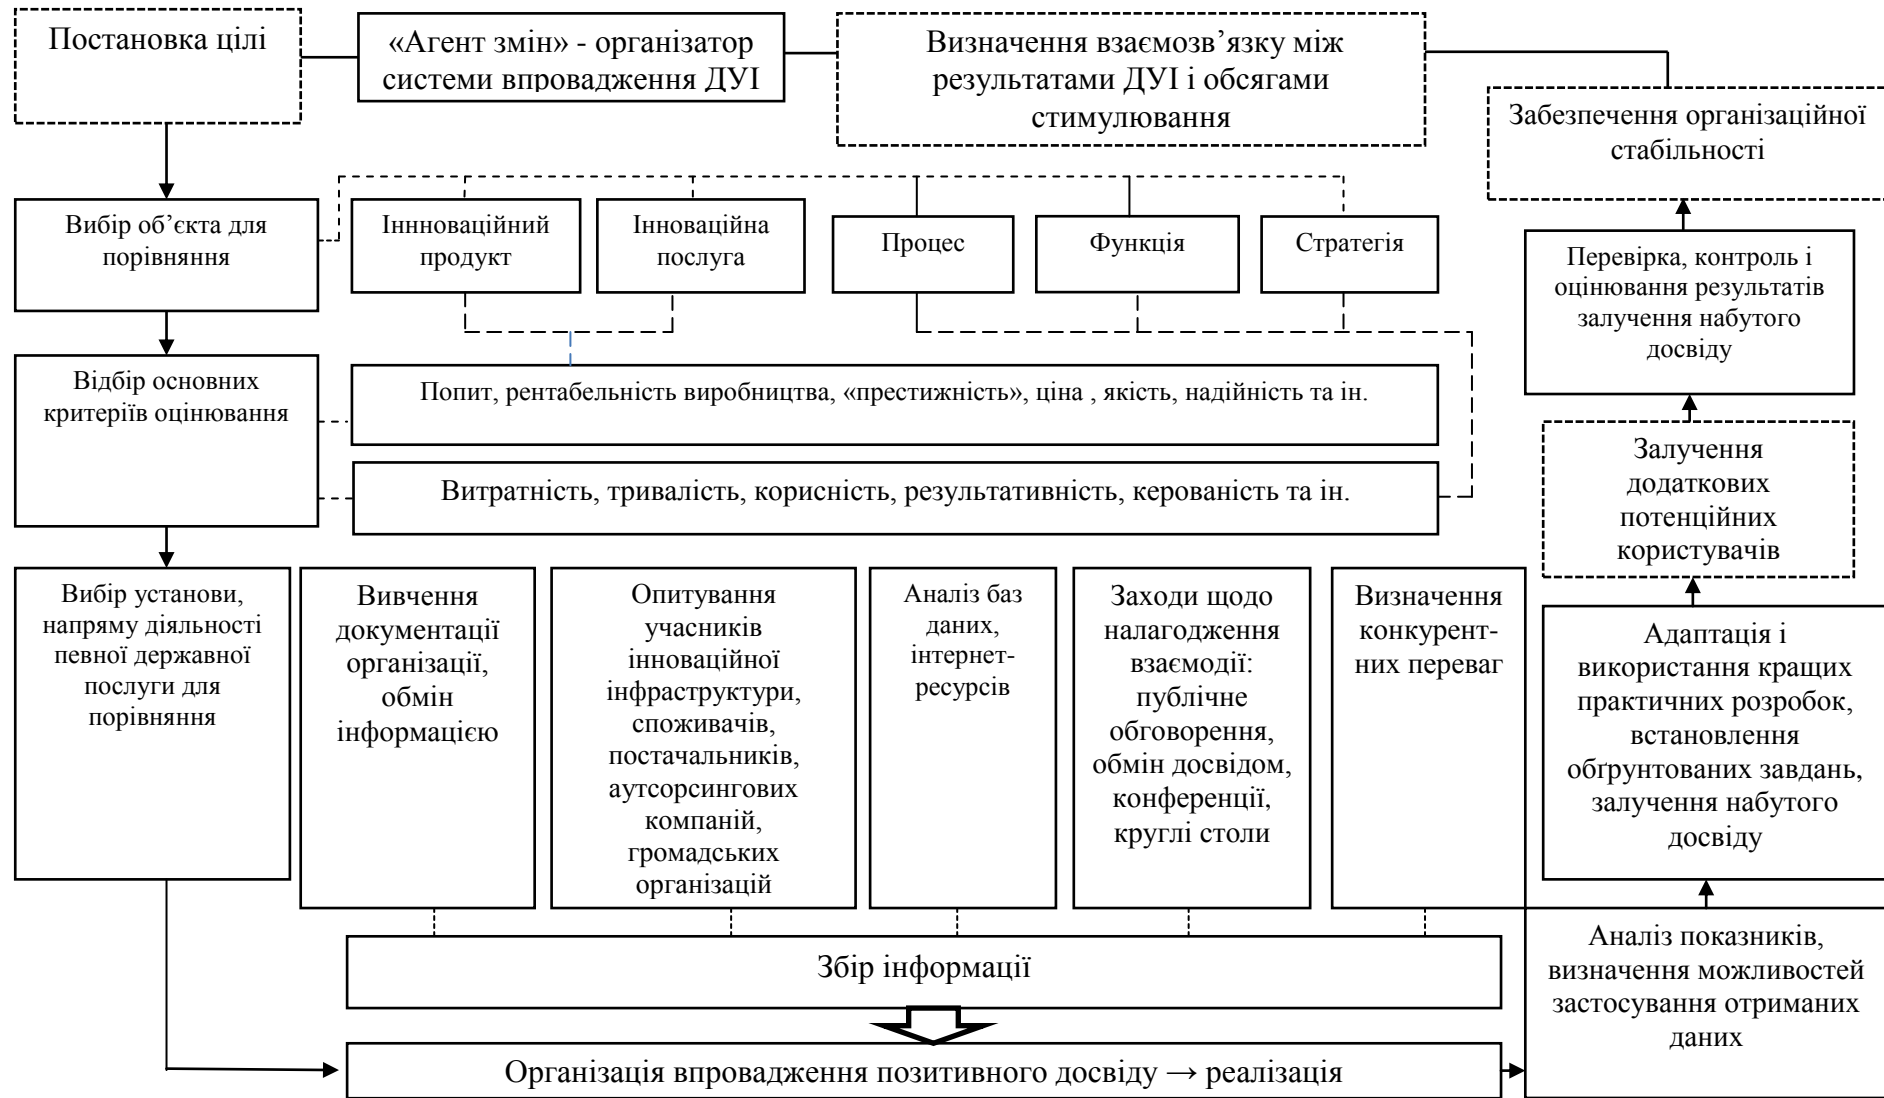 Постановка цілі
«Агент змін» - організатор
системи впровадження ДУІ
Визначення взаємозв’язку між
результатами ДУІ і обсягами
стимулювання
Забезпечення організаційної
стабільності
Вибір об’єкта для
порівняння
Іннноваційний
продукт
Інноваційна
послуга
Процес
Функція
Стратегія
Перевірка, контроль і
оцінювання результатів
залучення набутого
досвіду
Відбір основних
критеріїв оцінювання
Попит, рентабельність виробництва, «престижність», ціна , якість, надійність та ін.
Витратність, тривалість, корисність, результативність, керованість та ін.
Залучення
додаткових
потенційних
користувачів
Вибір установи,
напряму діяльності
певної державної
послуги для
порівняння
Вивчення
документації
організації,
обмін
інформацією
Опитування
учасників
інноваційної
інфраструктури,
споживачів,
постачальників,
аутсорсингових
компаній,
громадських
організацій
Аналіз баз
даних,
інтернет-
ресурсів
Заходи щодо
налагодження
взаємодії:
публічне
обговорення,
обмін досвідом,
конференції,
круглі столи
Визначення
конкурент-
них переваг
Адаптація і
використання кращих
практичних розробок,
встановлення
обґрунтованих завдань,
залучення набутого
досвіду
Збір інформації
Аналіз показників,
визначення можливостей
застосування отриманих
даних
Організація впровадження позитивного досвіду → реалізація